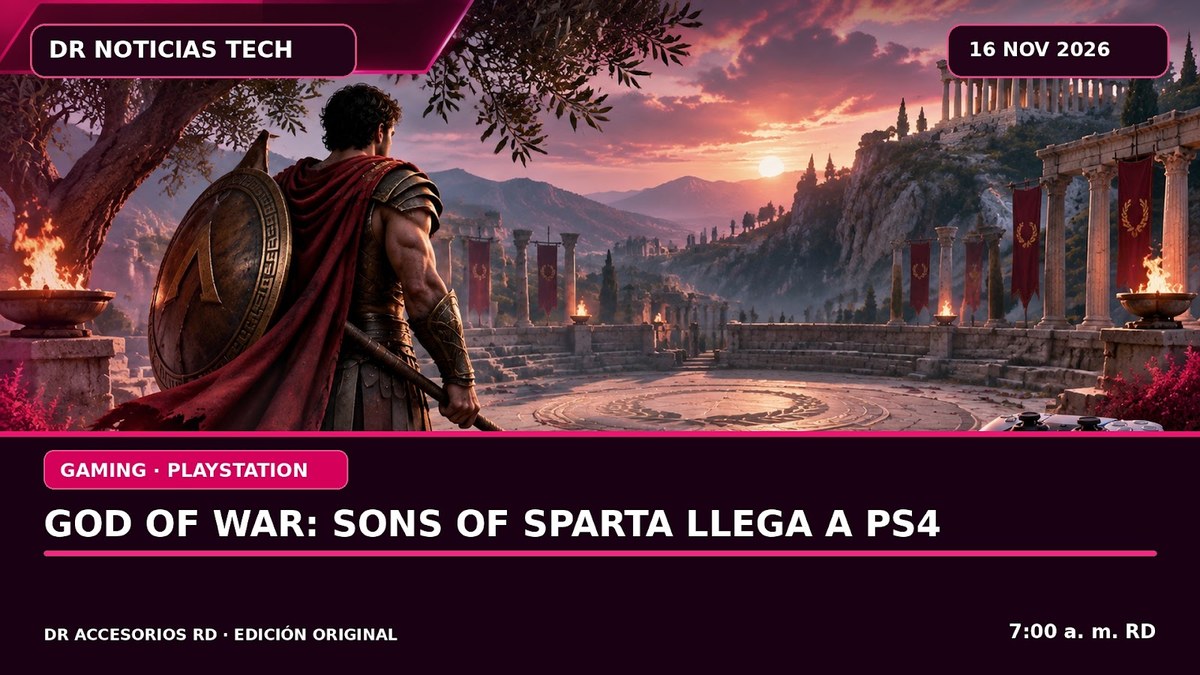 DR NOTICIAS TECH
16 NOV 2026
GAMING · PLAYSTATION
GOD OF WAR: SONS OF SPARTA LLEGA A PS4
DR ACCESORIOS RD · EDICIÓN ORIGINAL
7:00 a. m. RD